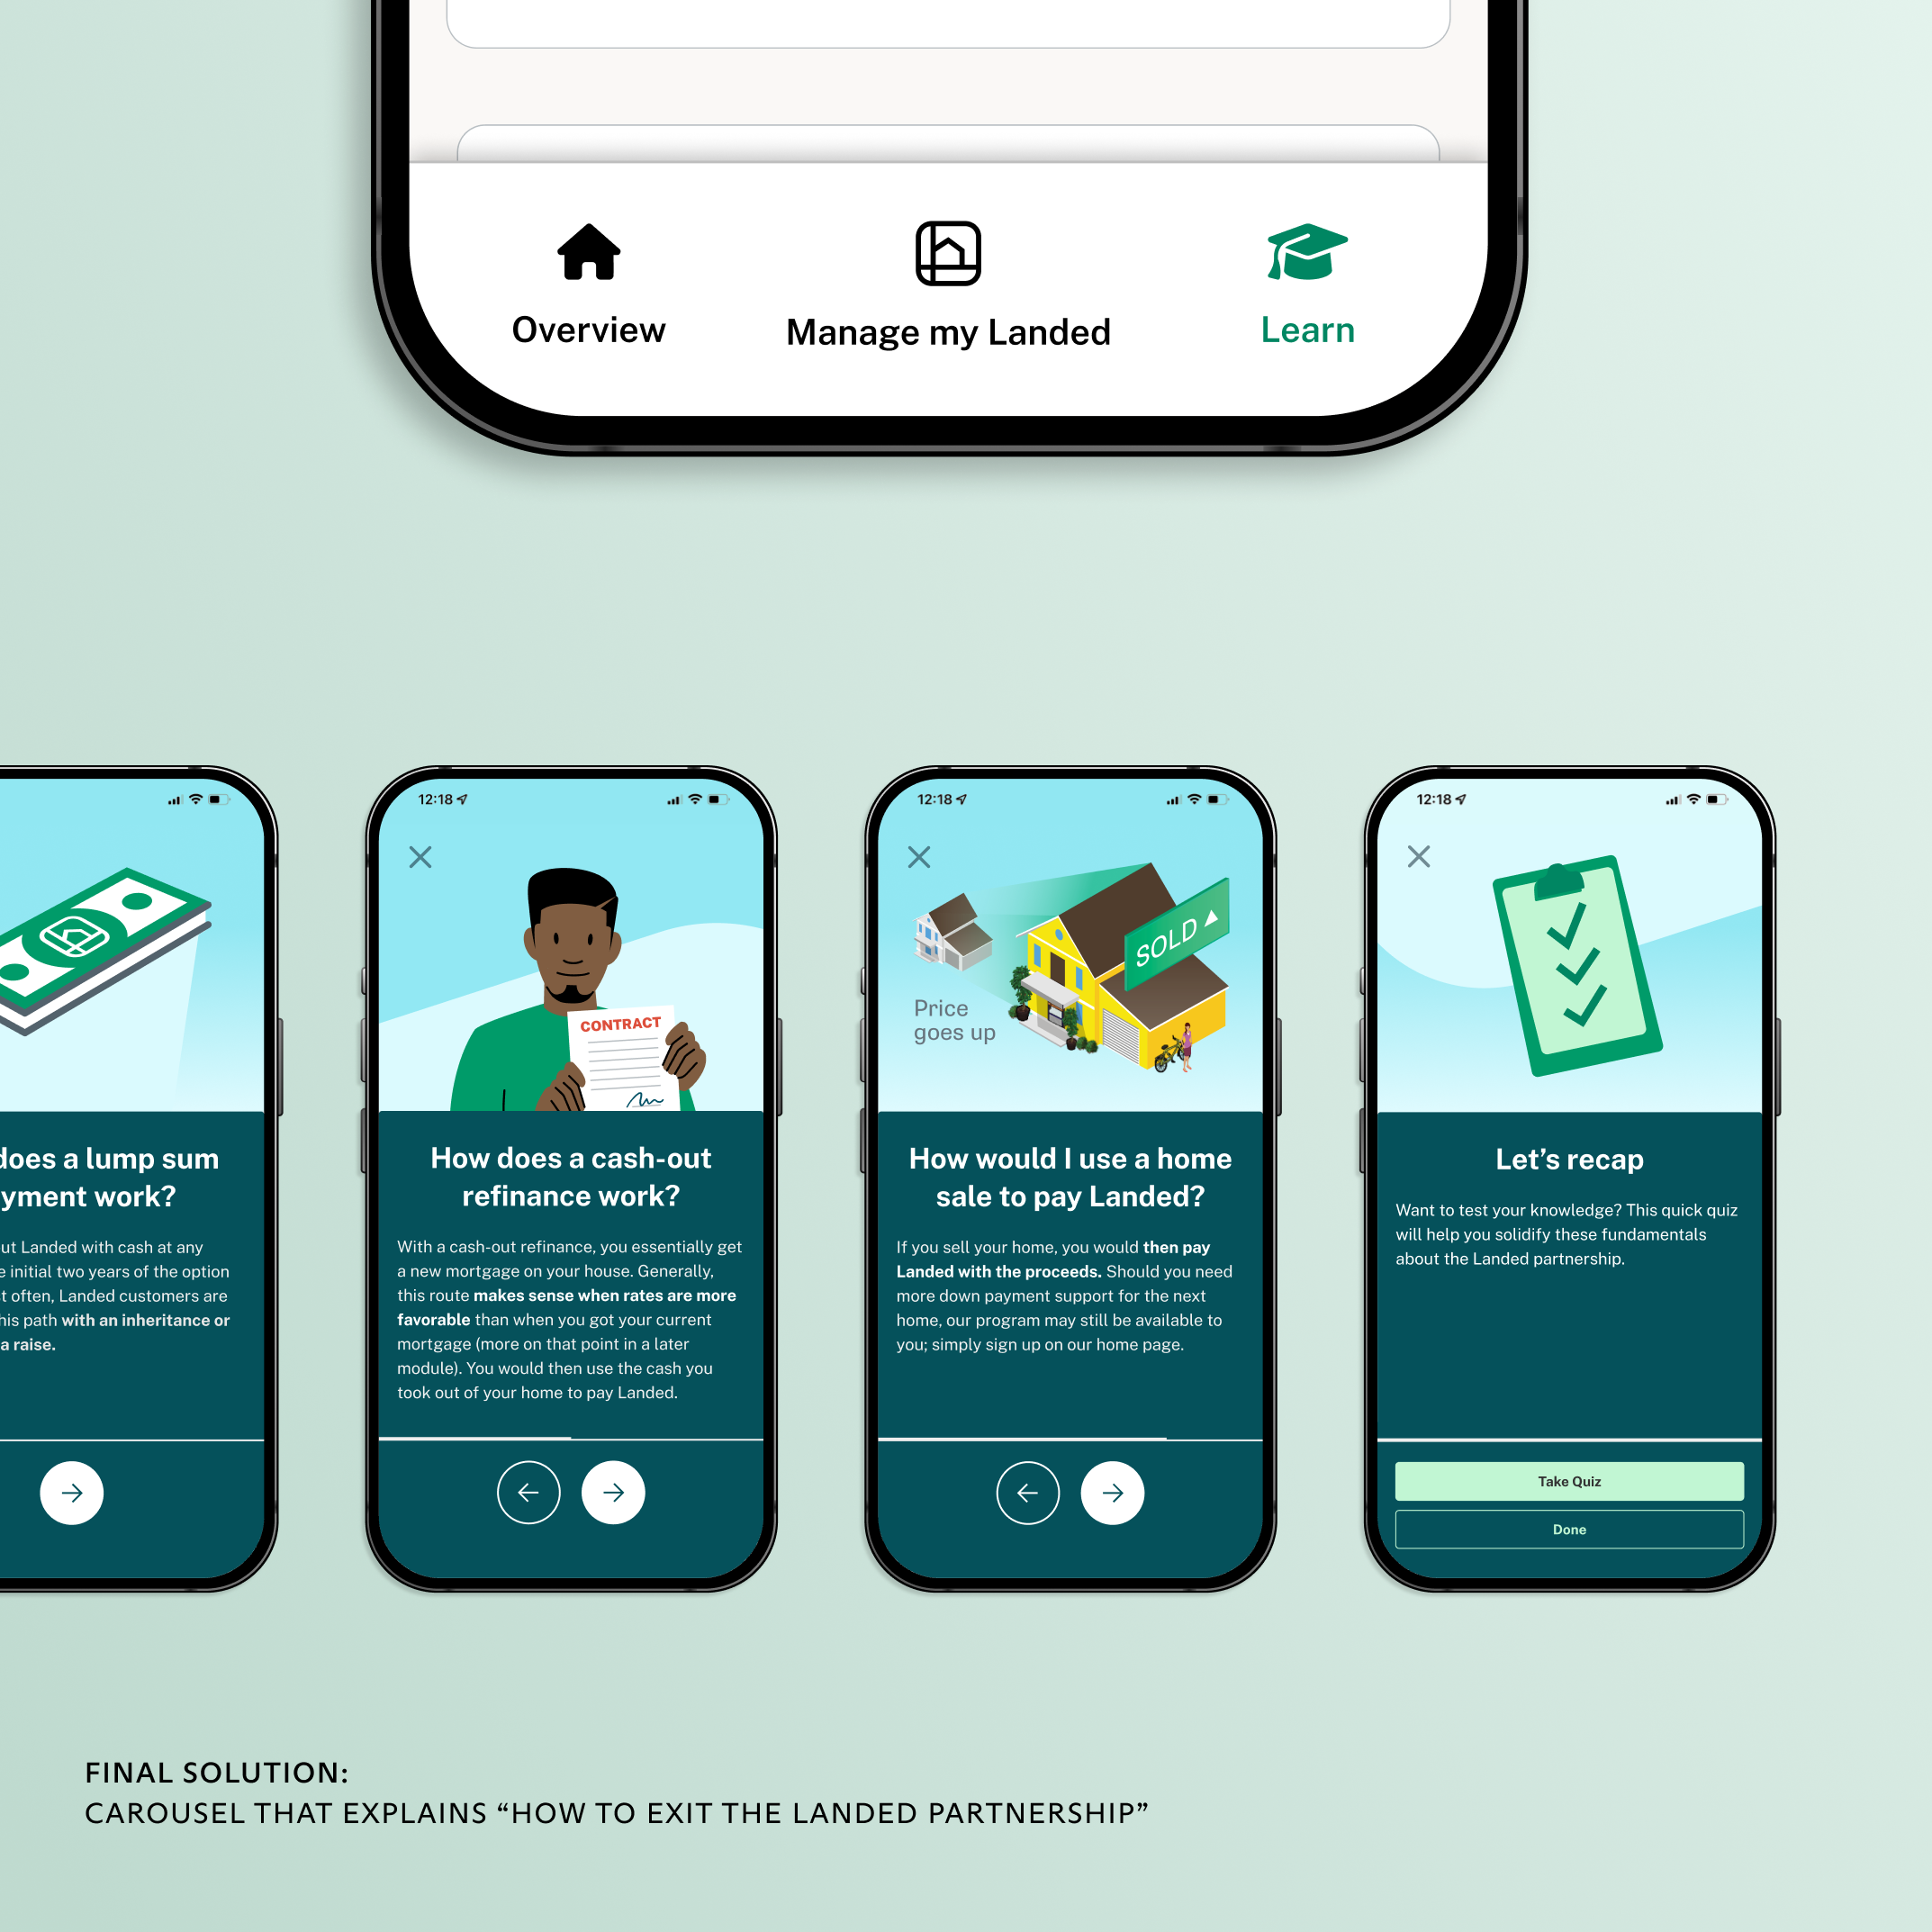 Overview
Manage my Landed
Learn
does a lump sum
work?
Landed with cash at any
initial two years of the option
often, Landed customers are
path with an inheritance or
a raise.
12:18
CONTRACT
How does a cash-out
refinance work?
With a cash-out refinance, you essentially get
a new mortgage on your house. Generally,
this route makes sense when rates are more
favorable than when you got your current
mortgage (more on that point in a later
module). You would then use the cash you
took out of your home to pay Landed.
12:18
SOLD
Price
goes up
How would I use a home
sale to pay Landed?
If you sell your home, you would then pay
Landed with the proceeds. Should you need
more down payment support for the next
home, our program may still be available to
you; simply sign up on our home page.
12:18
Let’s recap
Want to test your knowledge? This quick quiz
will help you solidify these fundamentals
about the Landed partnership.
Take Quiz
Done
FINAL SOLUTION:
CAROUSEL THAT EXPLAINS “HOW TO EXIT THE LANDED PARTNERSHIP”